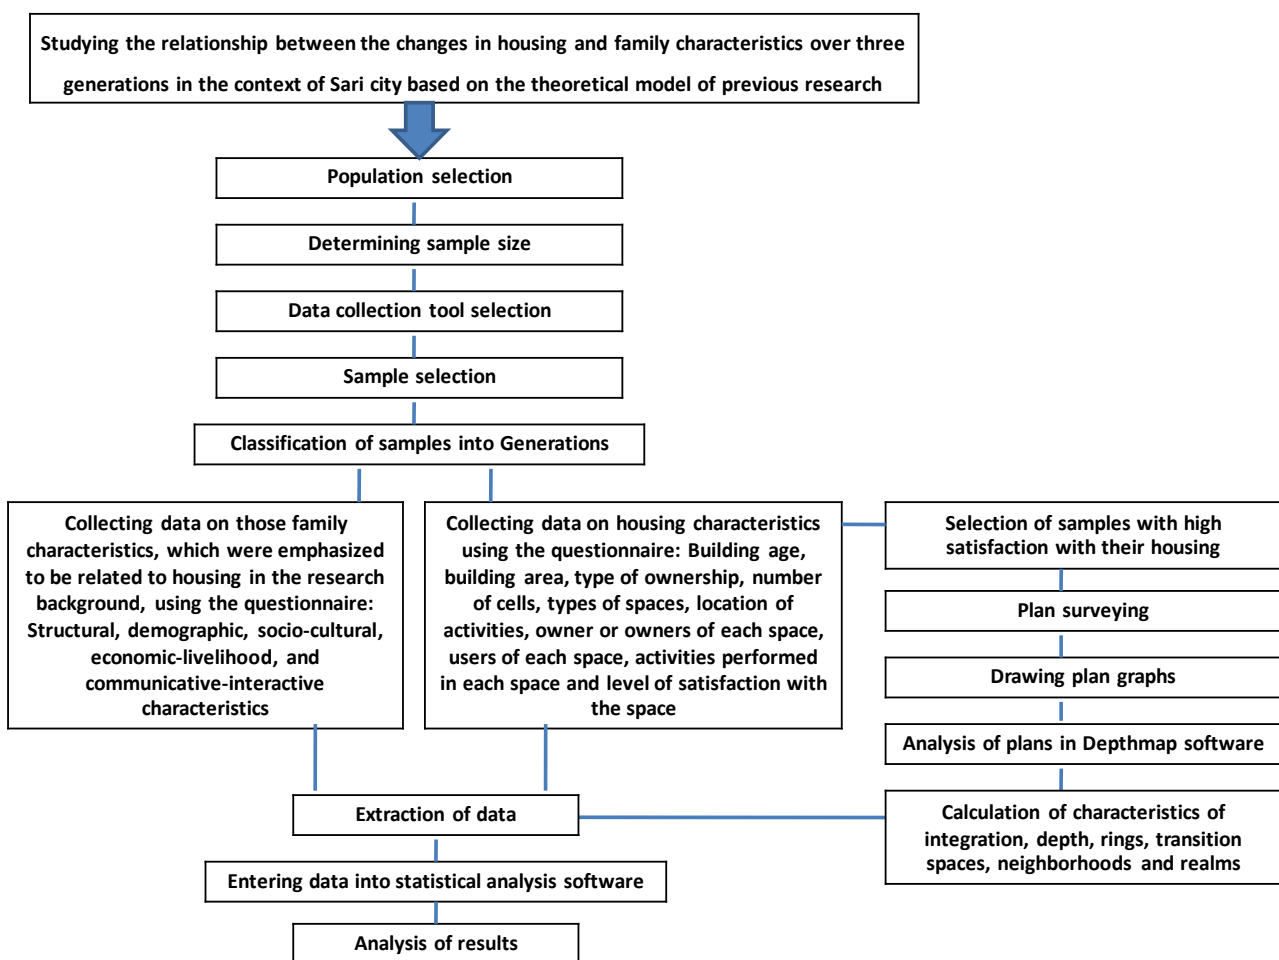 Studying the relationship between the changes in housing and family characteristics over three
generations in the context of Sari city based on the theoretical model of previous research
Population selection
Determining sample size
Data collection tool selection
Sample selection
Classification of samples into Generations
Collecting data on those family
characteristics, which were emphasized
to be related to housing in the research
background, using the questionnaire:
Structural, demographic, socio-cultural,
economic-livelihood, and
communicative-interactive
characteristics
Collecting data on housing characteristics
using the questionnaire: Building age,
building area, type of ownership, number
of cells, types of spaces, location of
activities, owner or owners of each space,
users of each space, activities performed
in each space and level of satisfaction with
the space
Selection of samples with high
satisfaction with their housing
Plan surveying
Drawing plan graphs
Analysis of plans in Depthmap software
Calculation of characteristics of
integration, depth, rings, transition
spaces, neighborhoods and realms
Extraction of data
Entering data into statistical analysis software
Analysis of results